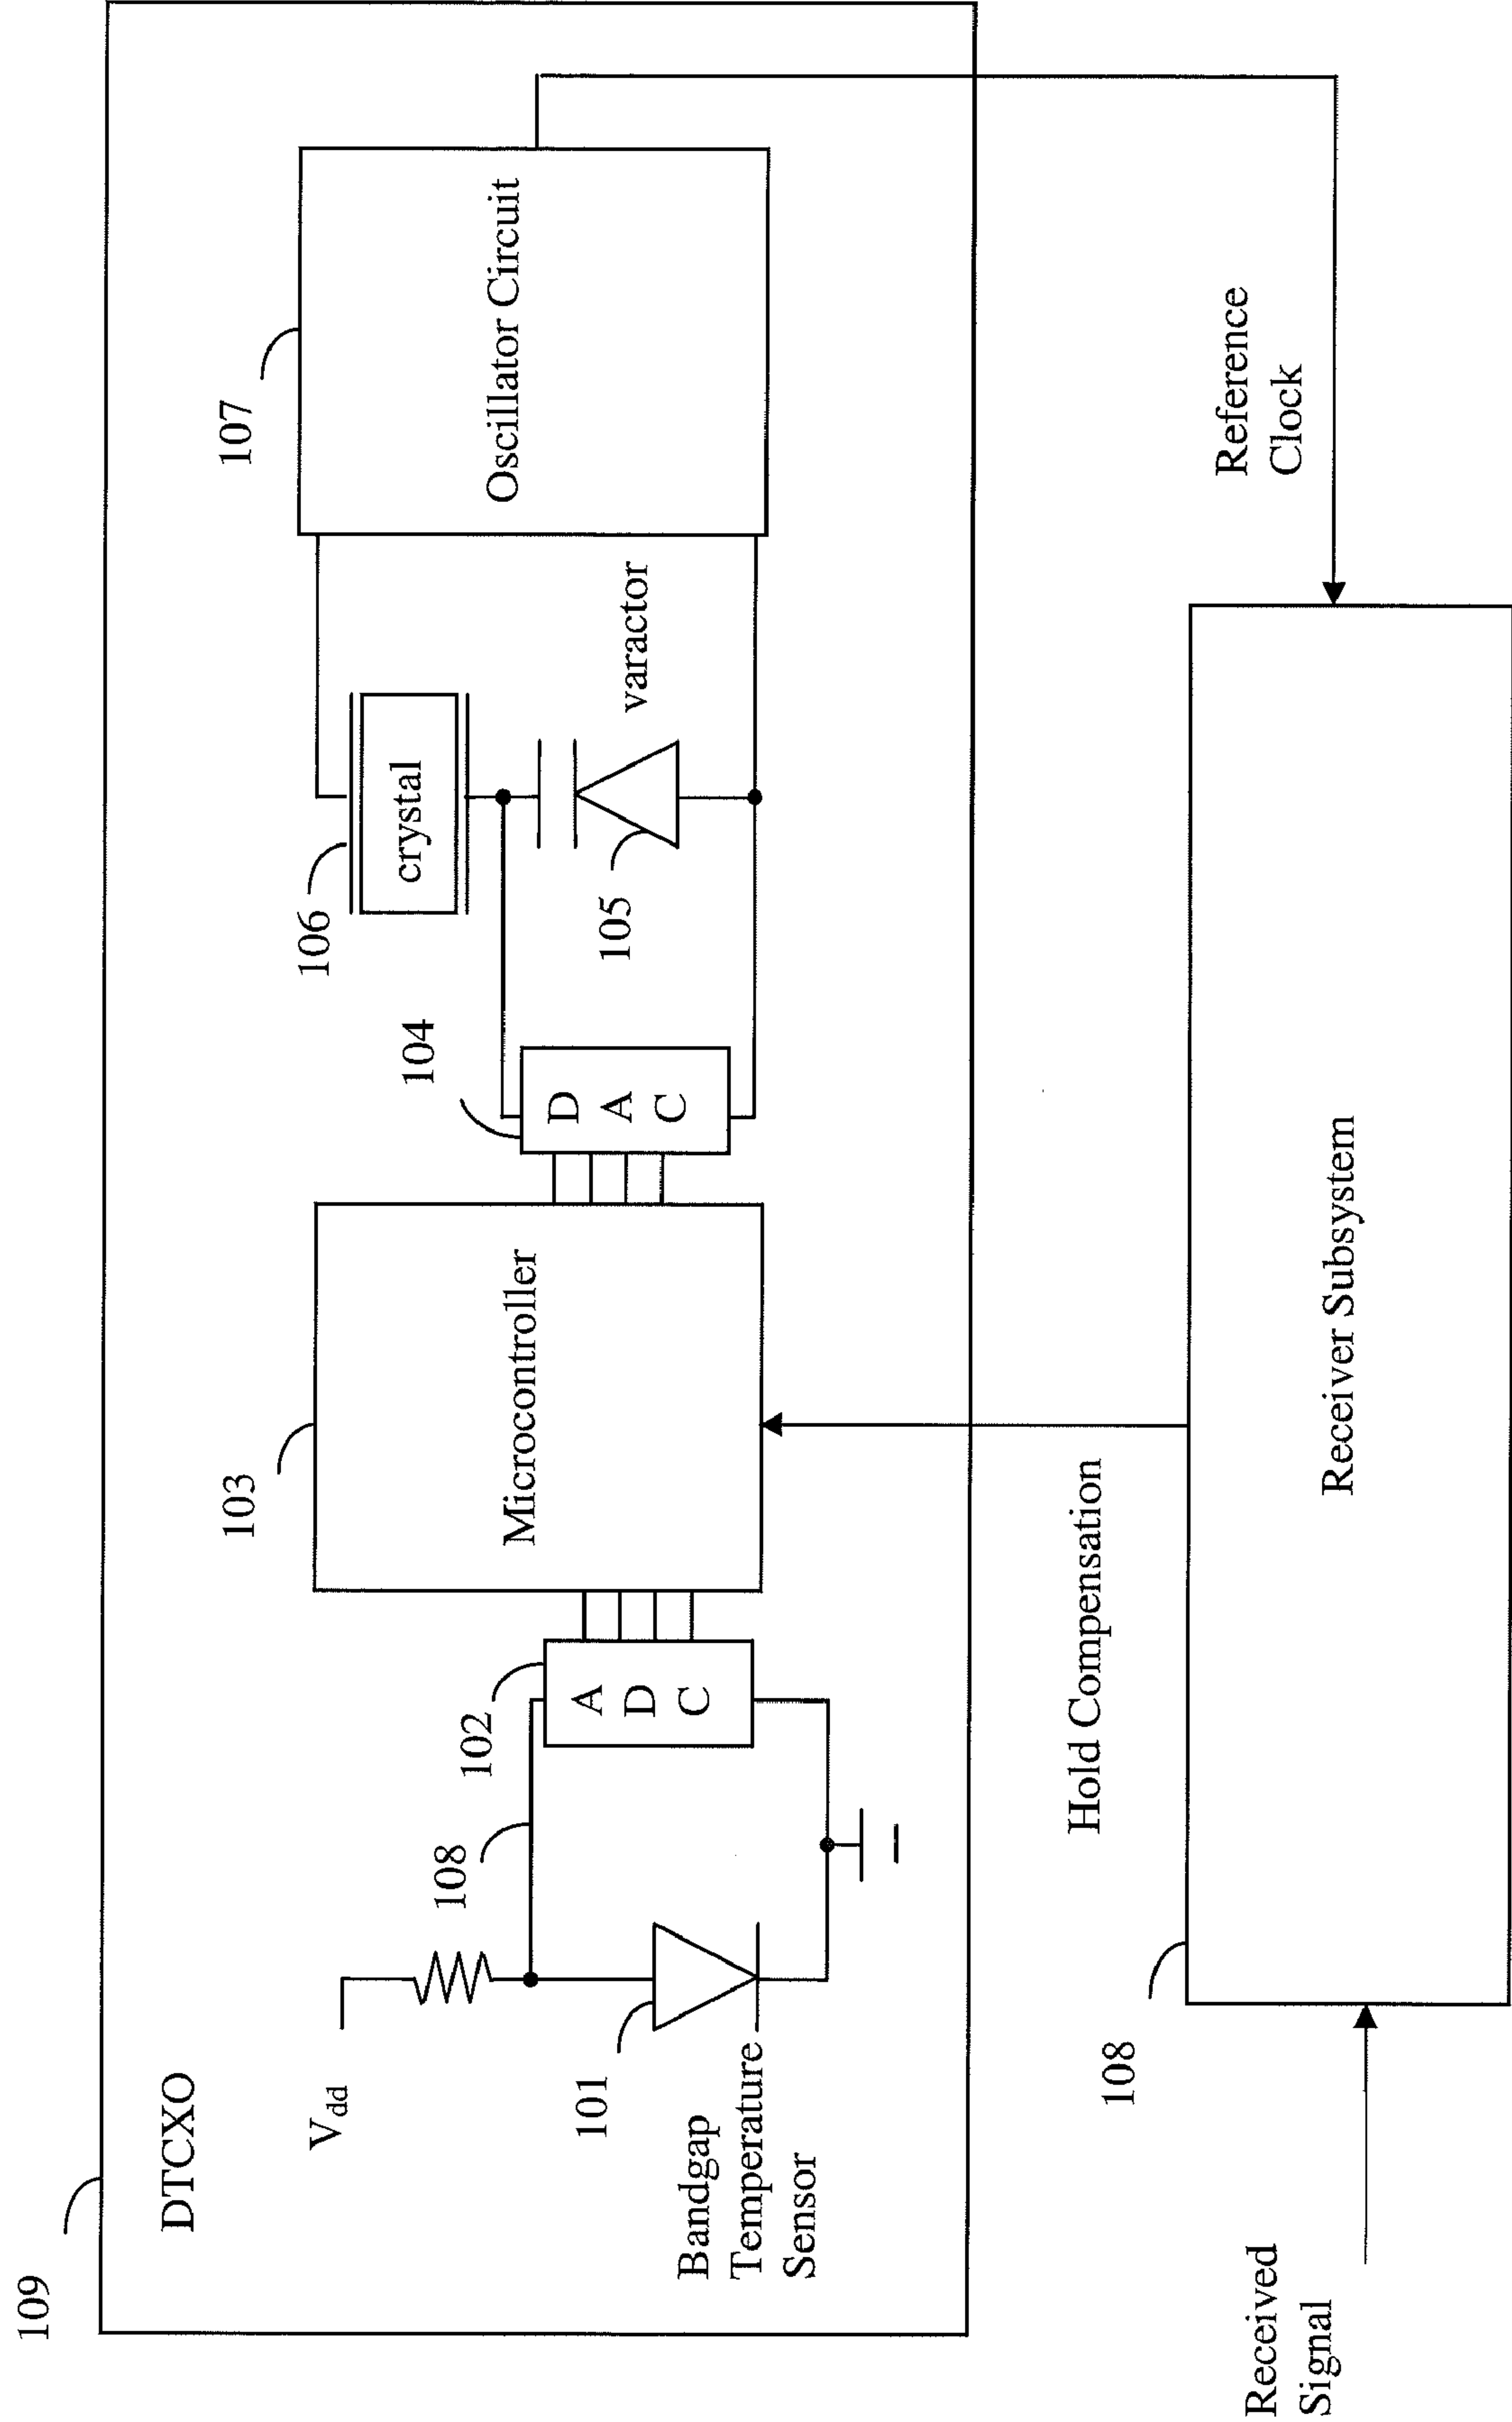 109
DTCXO
V_dd
108
102
103
104
106
107
101
Bandgap
Temperature
Sensor
A
D
C
Microcontroller
D
A
C
crystal
105
varactor
Oscillator Circuit
Hold Compensation
Reference
Clock
108
Receiver Subsystem
Received
Signal